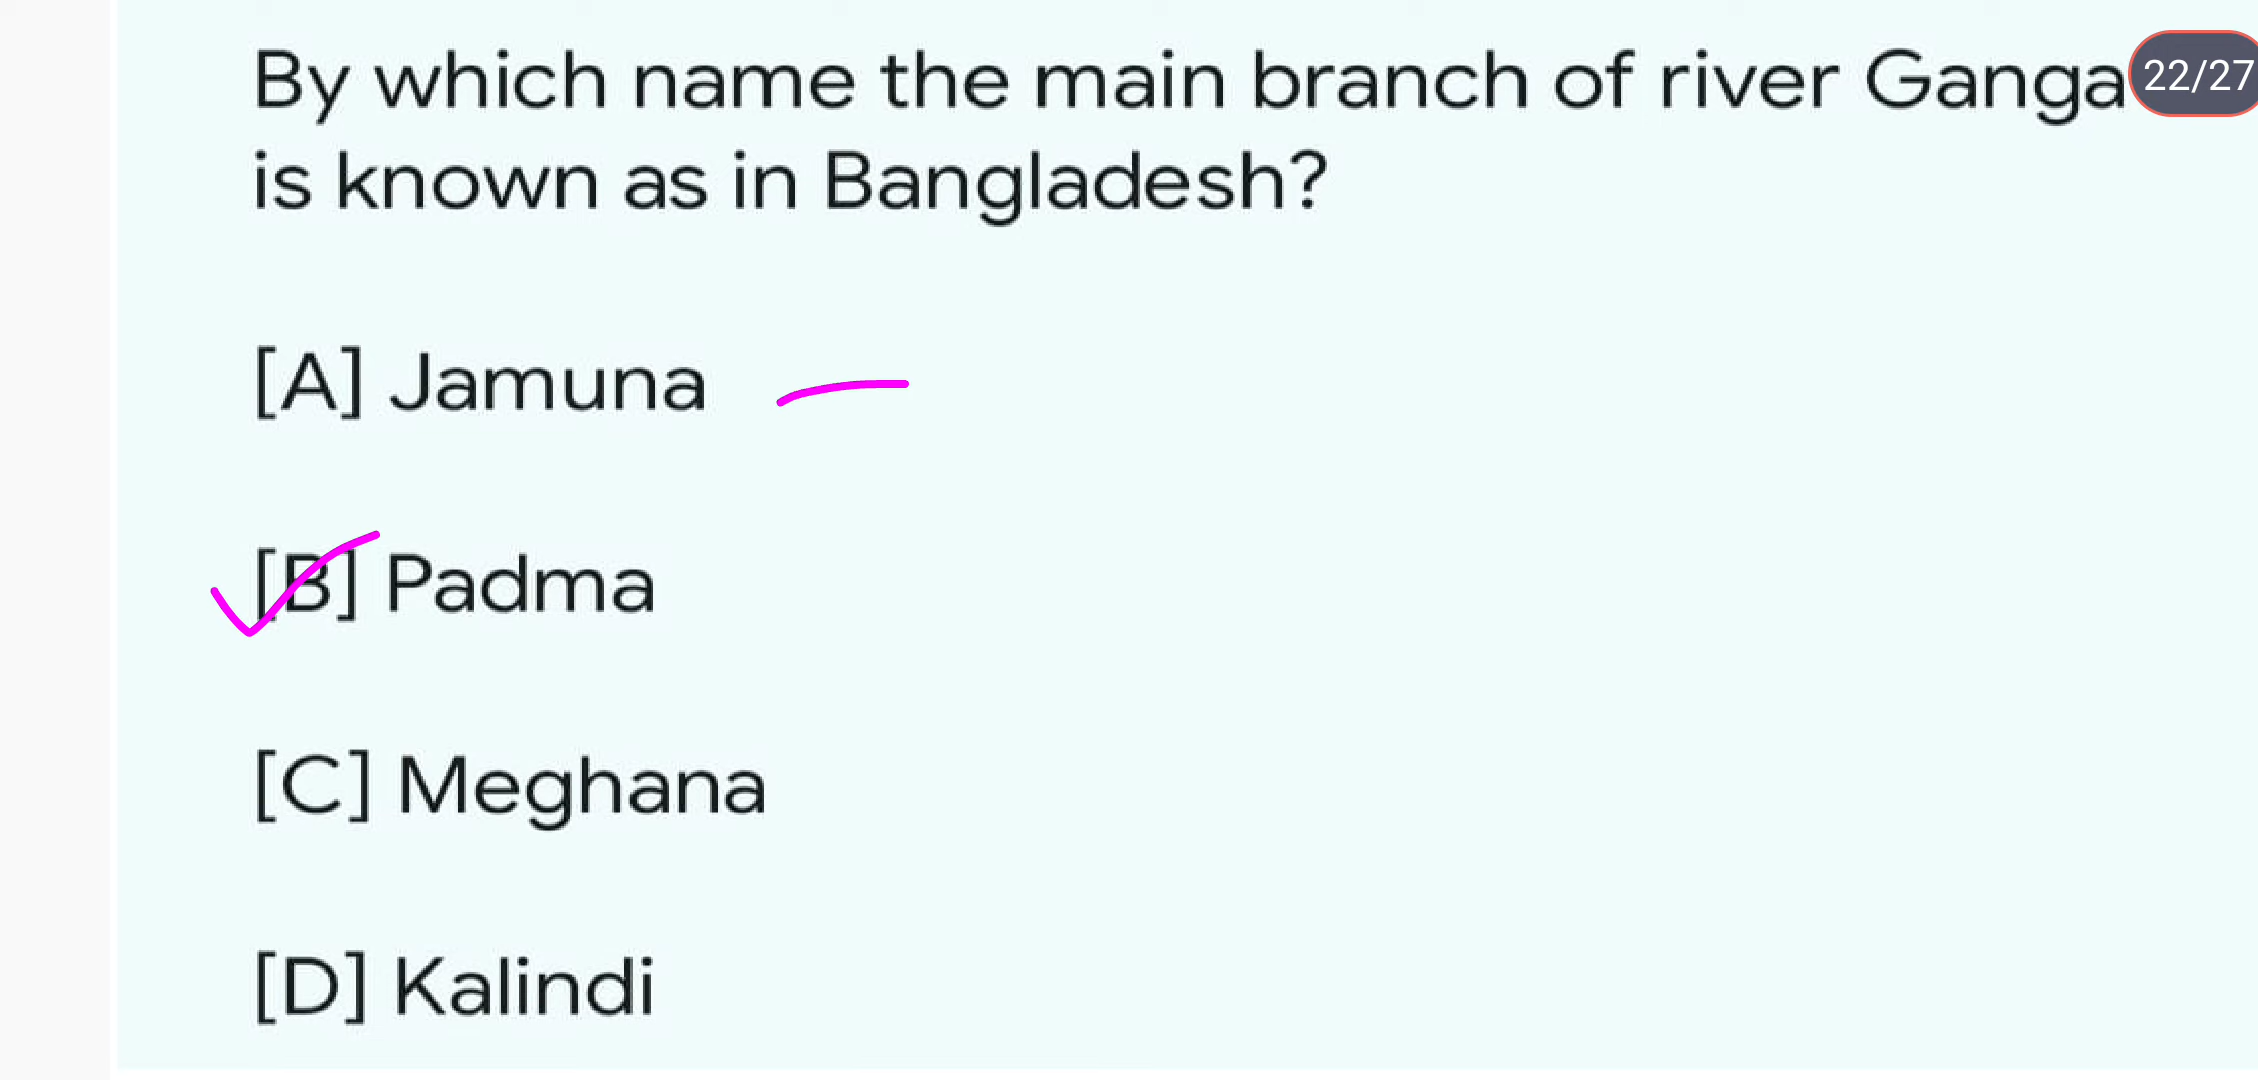 By which name the main branch of river Ganga 22/27
is known as in Bangladesh?
[A] Jamuna
[B] Padma
[C] Meghana
[D] Kalindi